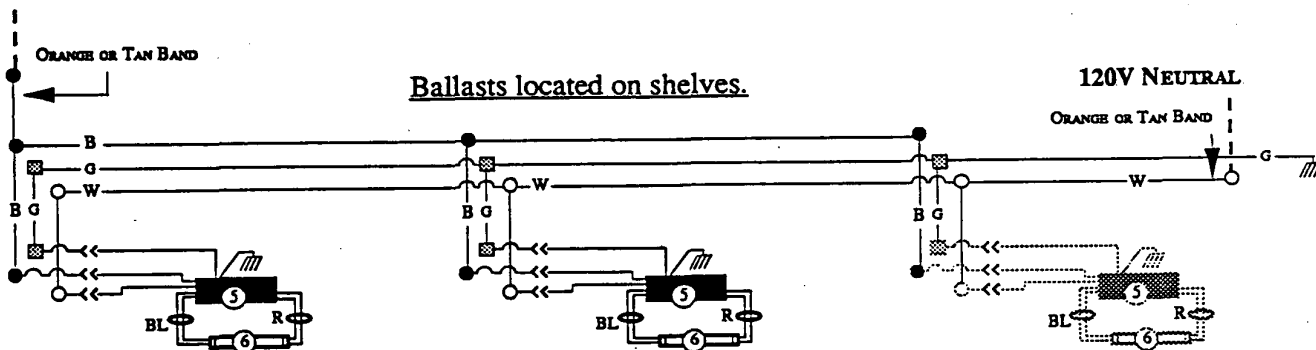 ORANGE OR TAN BAND
Ballasts located on shelves.
120V NEUTRAL
ORANGE OR TAN BAND
B
G
G
W
W
W
B G
B G
B G
5
5
5
BL R
BL R
BL R
6
6
6